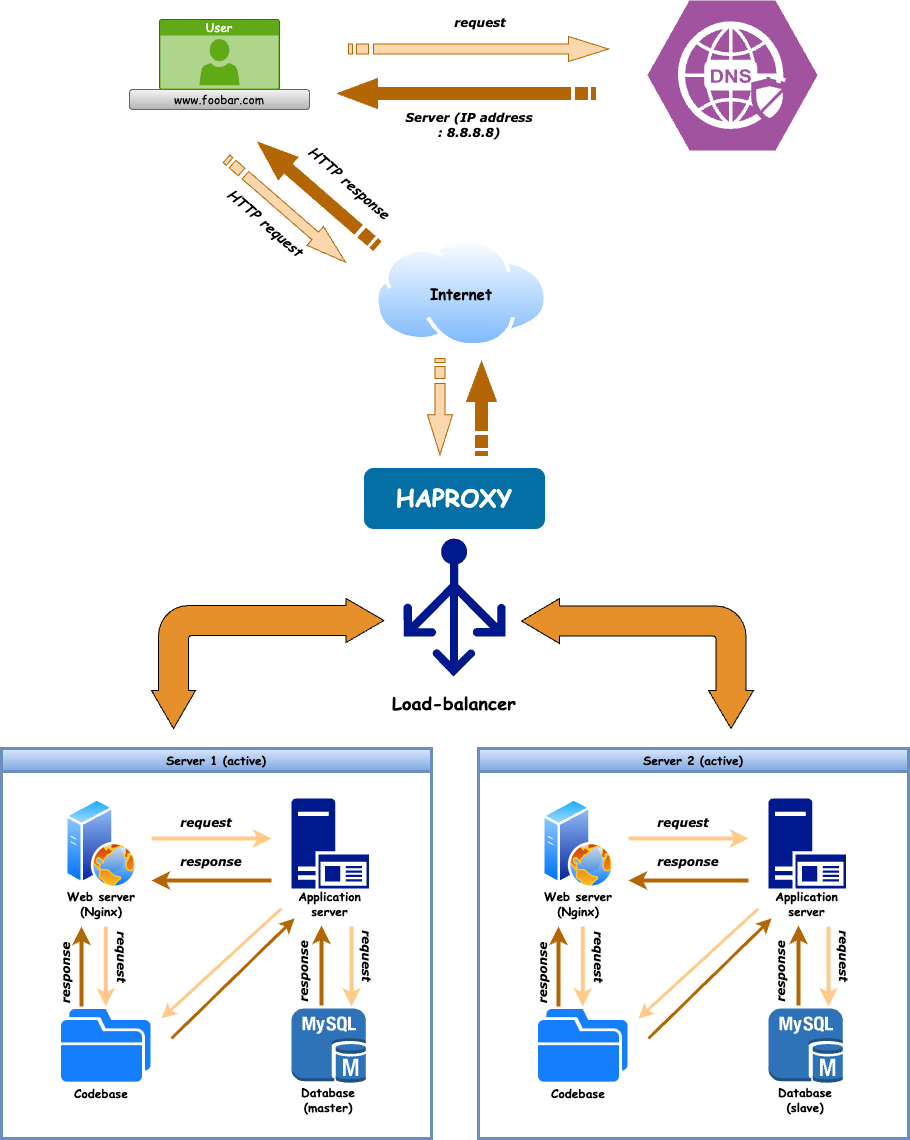 User
www.foobar.com
request
DNS
Server (IP address
: 8.8.8.8)
HTTP response
HTTP request
Internet
HAPROXY
Load-balancer
Server 1 (active)
request
response
Web server
(Nginx)
Application
server
response
request
response
request
MySQL
M
Codebase
Database
(master)
Server 2 (active)
request
response
Web server
(Nginx)
Application
server
response
request
response
request
MySQL
M
Codebase
Database
(slave)